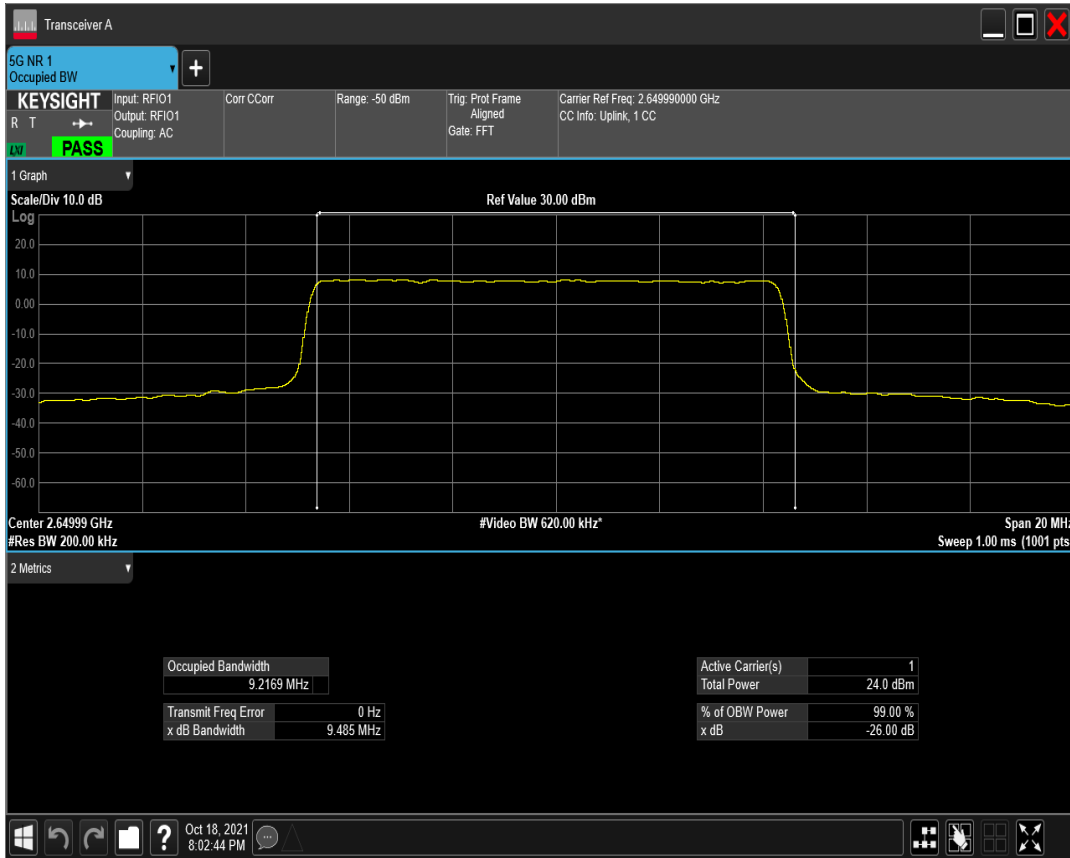 Transceiver A
5G NR 1
Occupied BW
+
KEYSIGHT
R T
LXI
PASS
Input: RFIO1
Output: RFIO1
Coupling: AC
Corr CCorr
Range: -50 dBm
Trig: Prot Frame
Aligned
Gate: FFT
Carrier Ref Freq: 2.649990000 GHz
CC Info: Uplink, 1 CC
1 Graph
Scale/Div 10.0 dB
Ref Value 30.00 dBm
Log
20.0
10.0
0.00
-10.0
-20.0
-30.0
-40.0
-50.0
-60.0
Center 2.64999 GHz
#Video BW 620.00 kHz*
Span 20 MHz
#Res BW 200.00 kHz
Sweep 1.00 ms (1001 pts
2 Metrics
Occupied Bandwidth
9.2169 MHz
Transmit Freq Error 0 Hz
x dB Bandwidth 9.485 MHz
Active Carrier(s) 1
Total Power 24.0 dBm
% of OBW Power 99.00 %
x dB -26.00 dB
?
Oct 18, 2021
8:02:44 PM